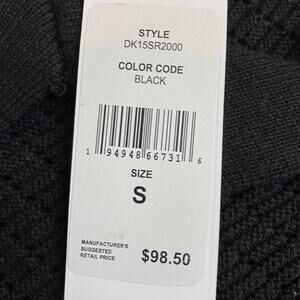 STYLE
DK15SR2000
COLOR CODE
BLACK
1 94948 66731 6
SIZE
S
MANUFACTURER'S
SUGGESTED
RETAIL PRICE
$98.50